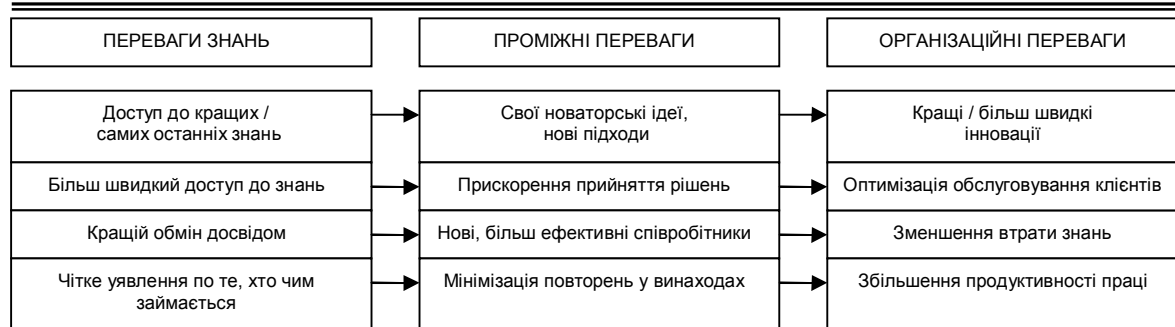 ПЕРЕВАГИ ЗНАНЬ
ПРОМІЖНІ ПЕРЕВАГИ
ОРГАНІЗАЦІЙНІ ПЕРЕВАГИ
Доступ до кращих /
самих останніх знань
Свої новаторські ідеї,
нові підходи
Кращі / більш швидкі
інновації
Більш швидкий доступ до знань
Прискорення прийняття рішень
Оптимізація обслуговування клієнтів
Кращій обмін досвідом
Нові, більш ефективні співробітники
Зменшення втрати знань
Чітке уявлення по те, хто чим
займається
Мінімізація повторень у винаходах
Збільшення продуктивності праці